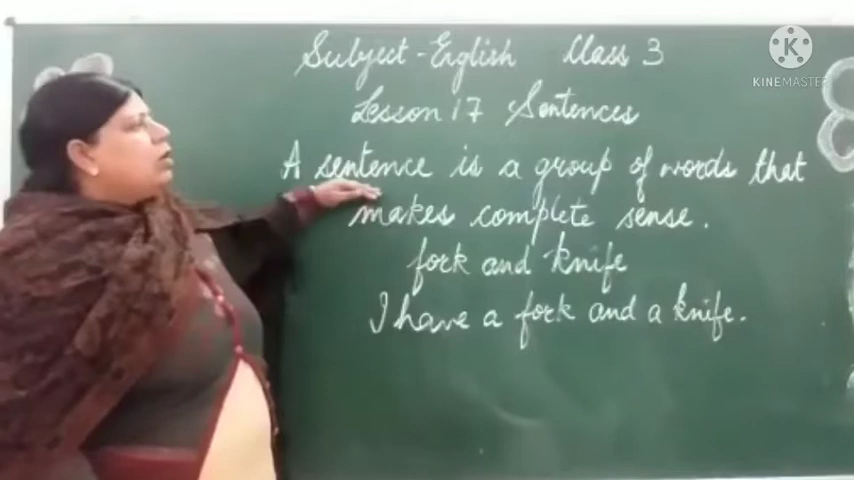 Subject - English Class 3
Lesson 17 Sentences
A sentence is a group of words that
makes complete sense.
fork and knife
I have a fork and a knife.
K
KINEMASTER